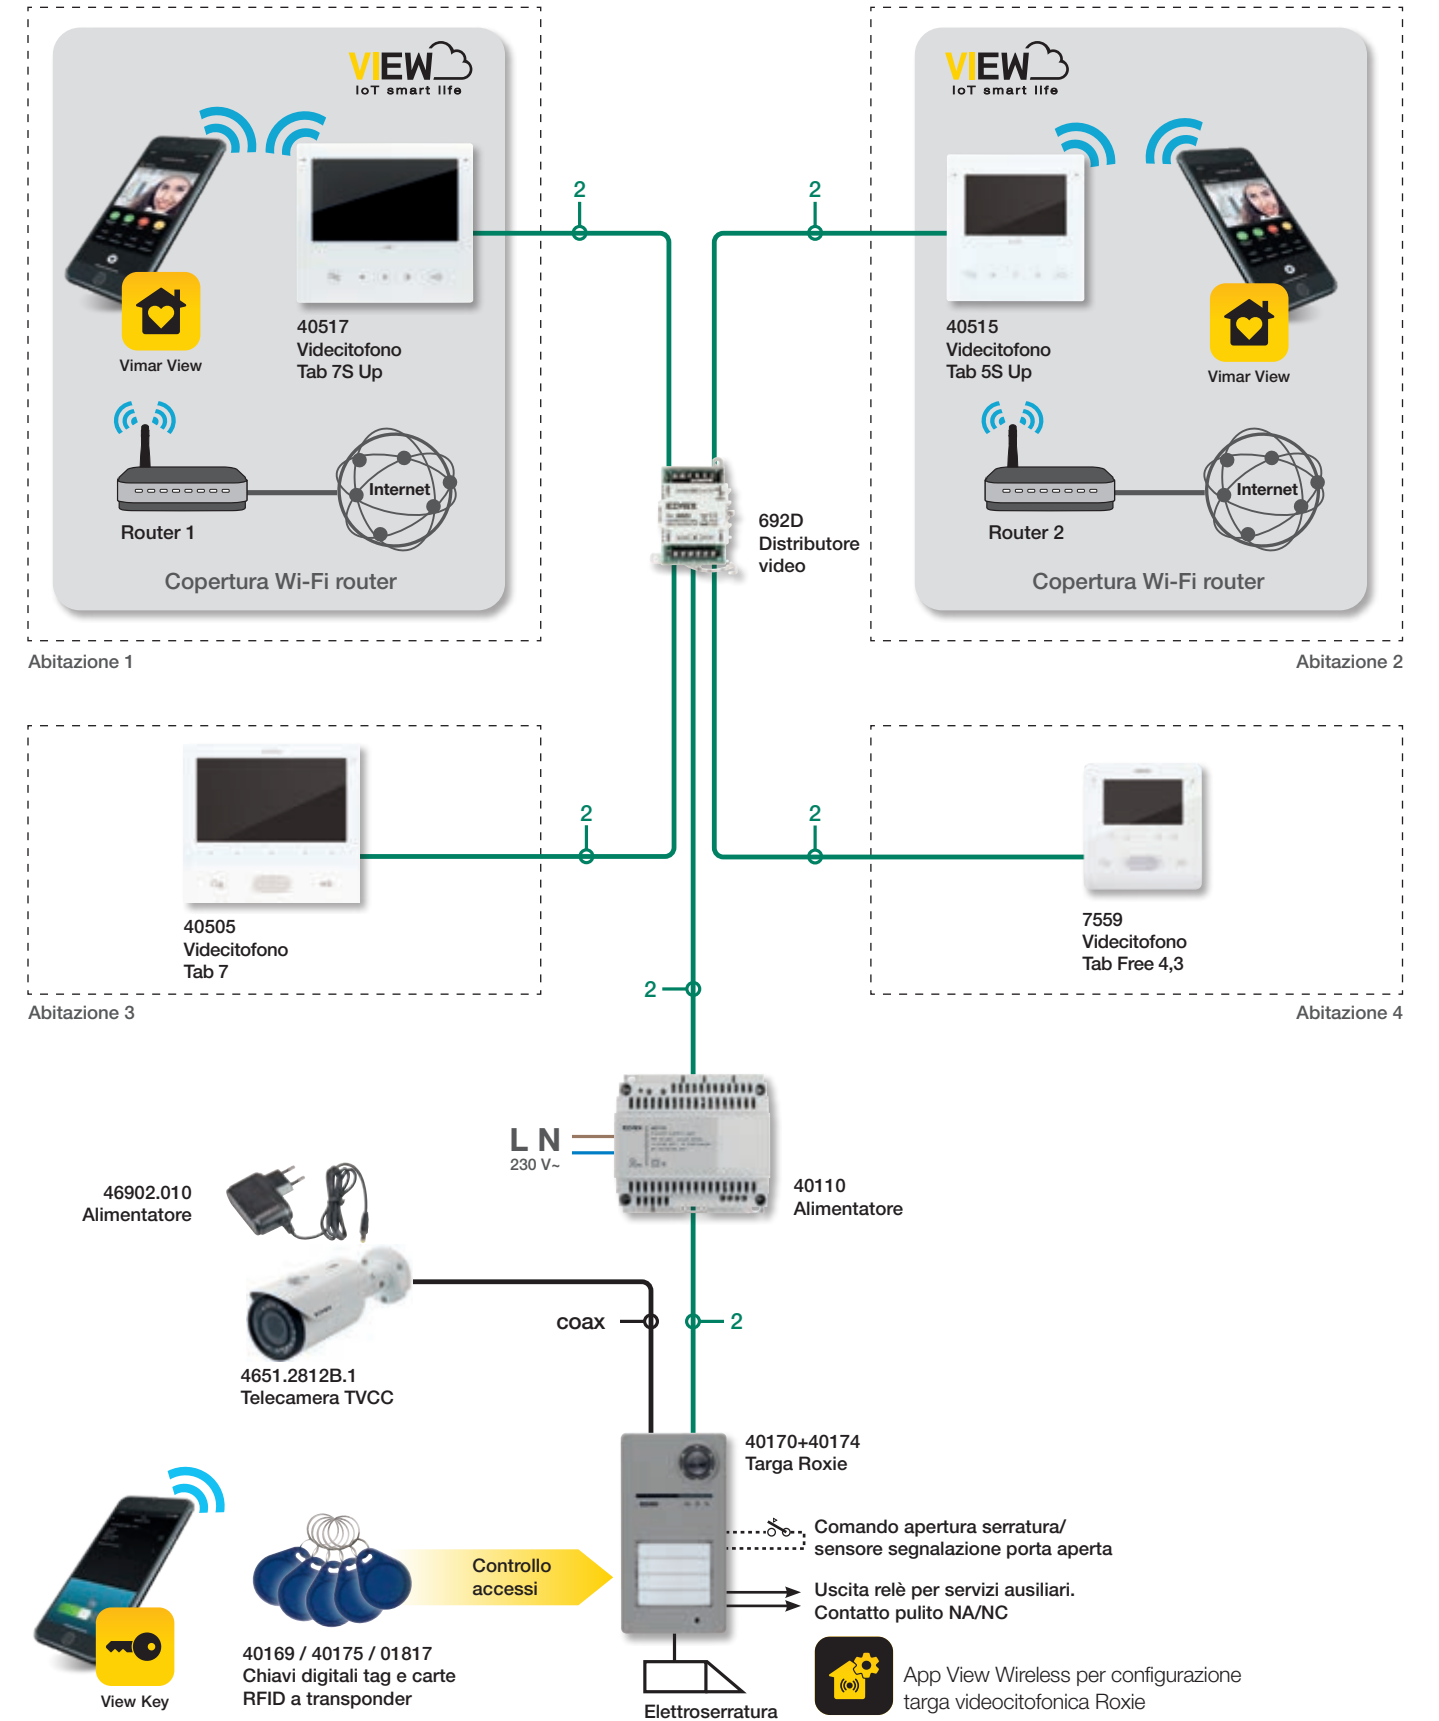 VIEW
IoT smart life
VIEW
IoT smart life
2
2
40517
Videcitofono
Tab 7S Up
Vimar View
40515
Videcitofono
Tab 5S Up
Vimar View
Internet
Router 1
Copertura Wi-Fi router
692D
Distributore
video
Internet
Router 2
Copertura Wi-Fi router
Abitazione 1
Abitazione 2
2
2
40505
Videcitofono
Tab 7
7559
Videcitofono
Tab Free 4,3
Abitazione 3
Abitazione 4
2
L N
230 V~
40110
Alimentatore
46902.010
Alimentatore
coax
2
4651.2812B.1
Telecamera TVCC
40170+40174
Targa Roxie
Comando apertura serratura/
sensore segnalazione porta aperta
Controllo
accessi
Uscita relè per servizi ausiliari.
Contatto pulito NA/NC
View Key
40169 / 40175 / 01817
Chiavi digitali tag e carte
RFID a transponder
Elettroserratura
App View Wireless per configurazione
targa videocitofonica Roxie